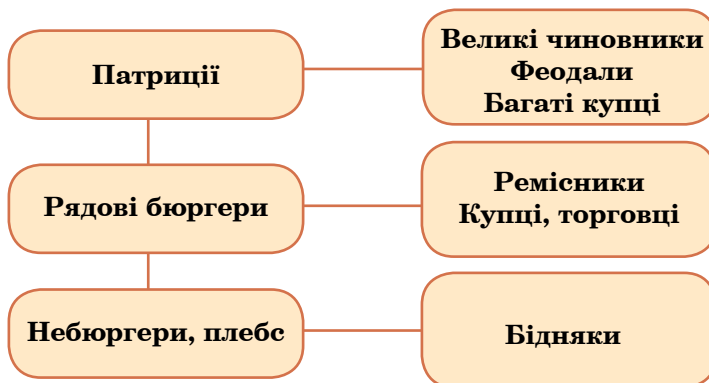 Патриції
Великі чиновники
Феодали
Багаті купці
Рядові бюргери
Ремісники
Купці, торговці
Небюргери, плебс
Бідняки